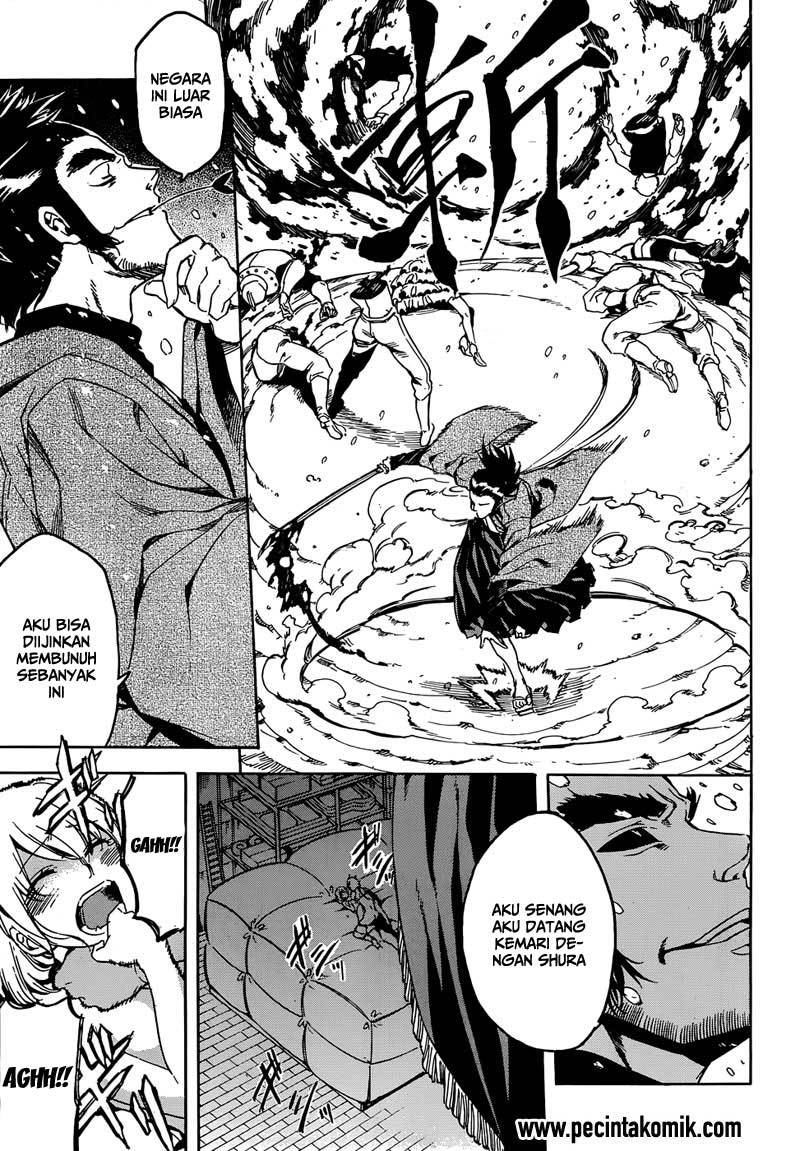 斬
NEGARA
INI LUAR
BIASA
AKU BISA
DIIJINKAN
MEMBUNUH
SEBANYAK
INI
AKU SENANG
AKU DATANG
KEMARI DE-
NGAN SHURA
GAHH!!
AGHH!!
www.pecintakomik.com